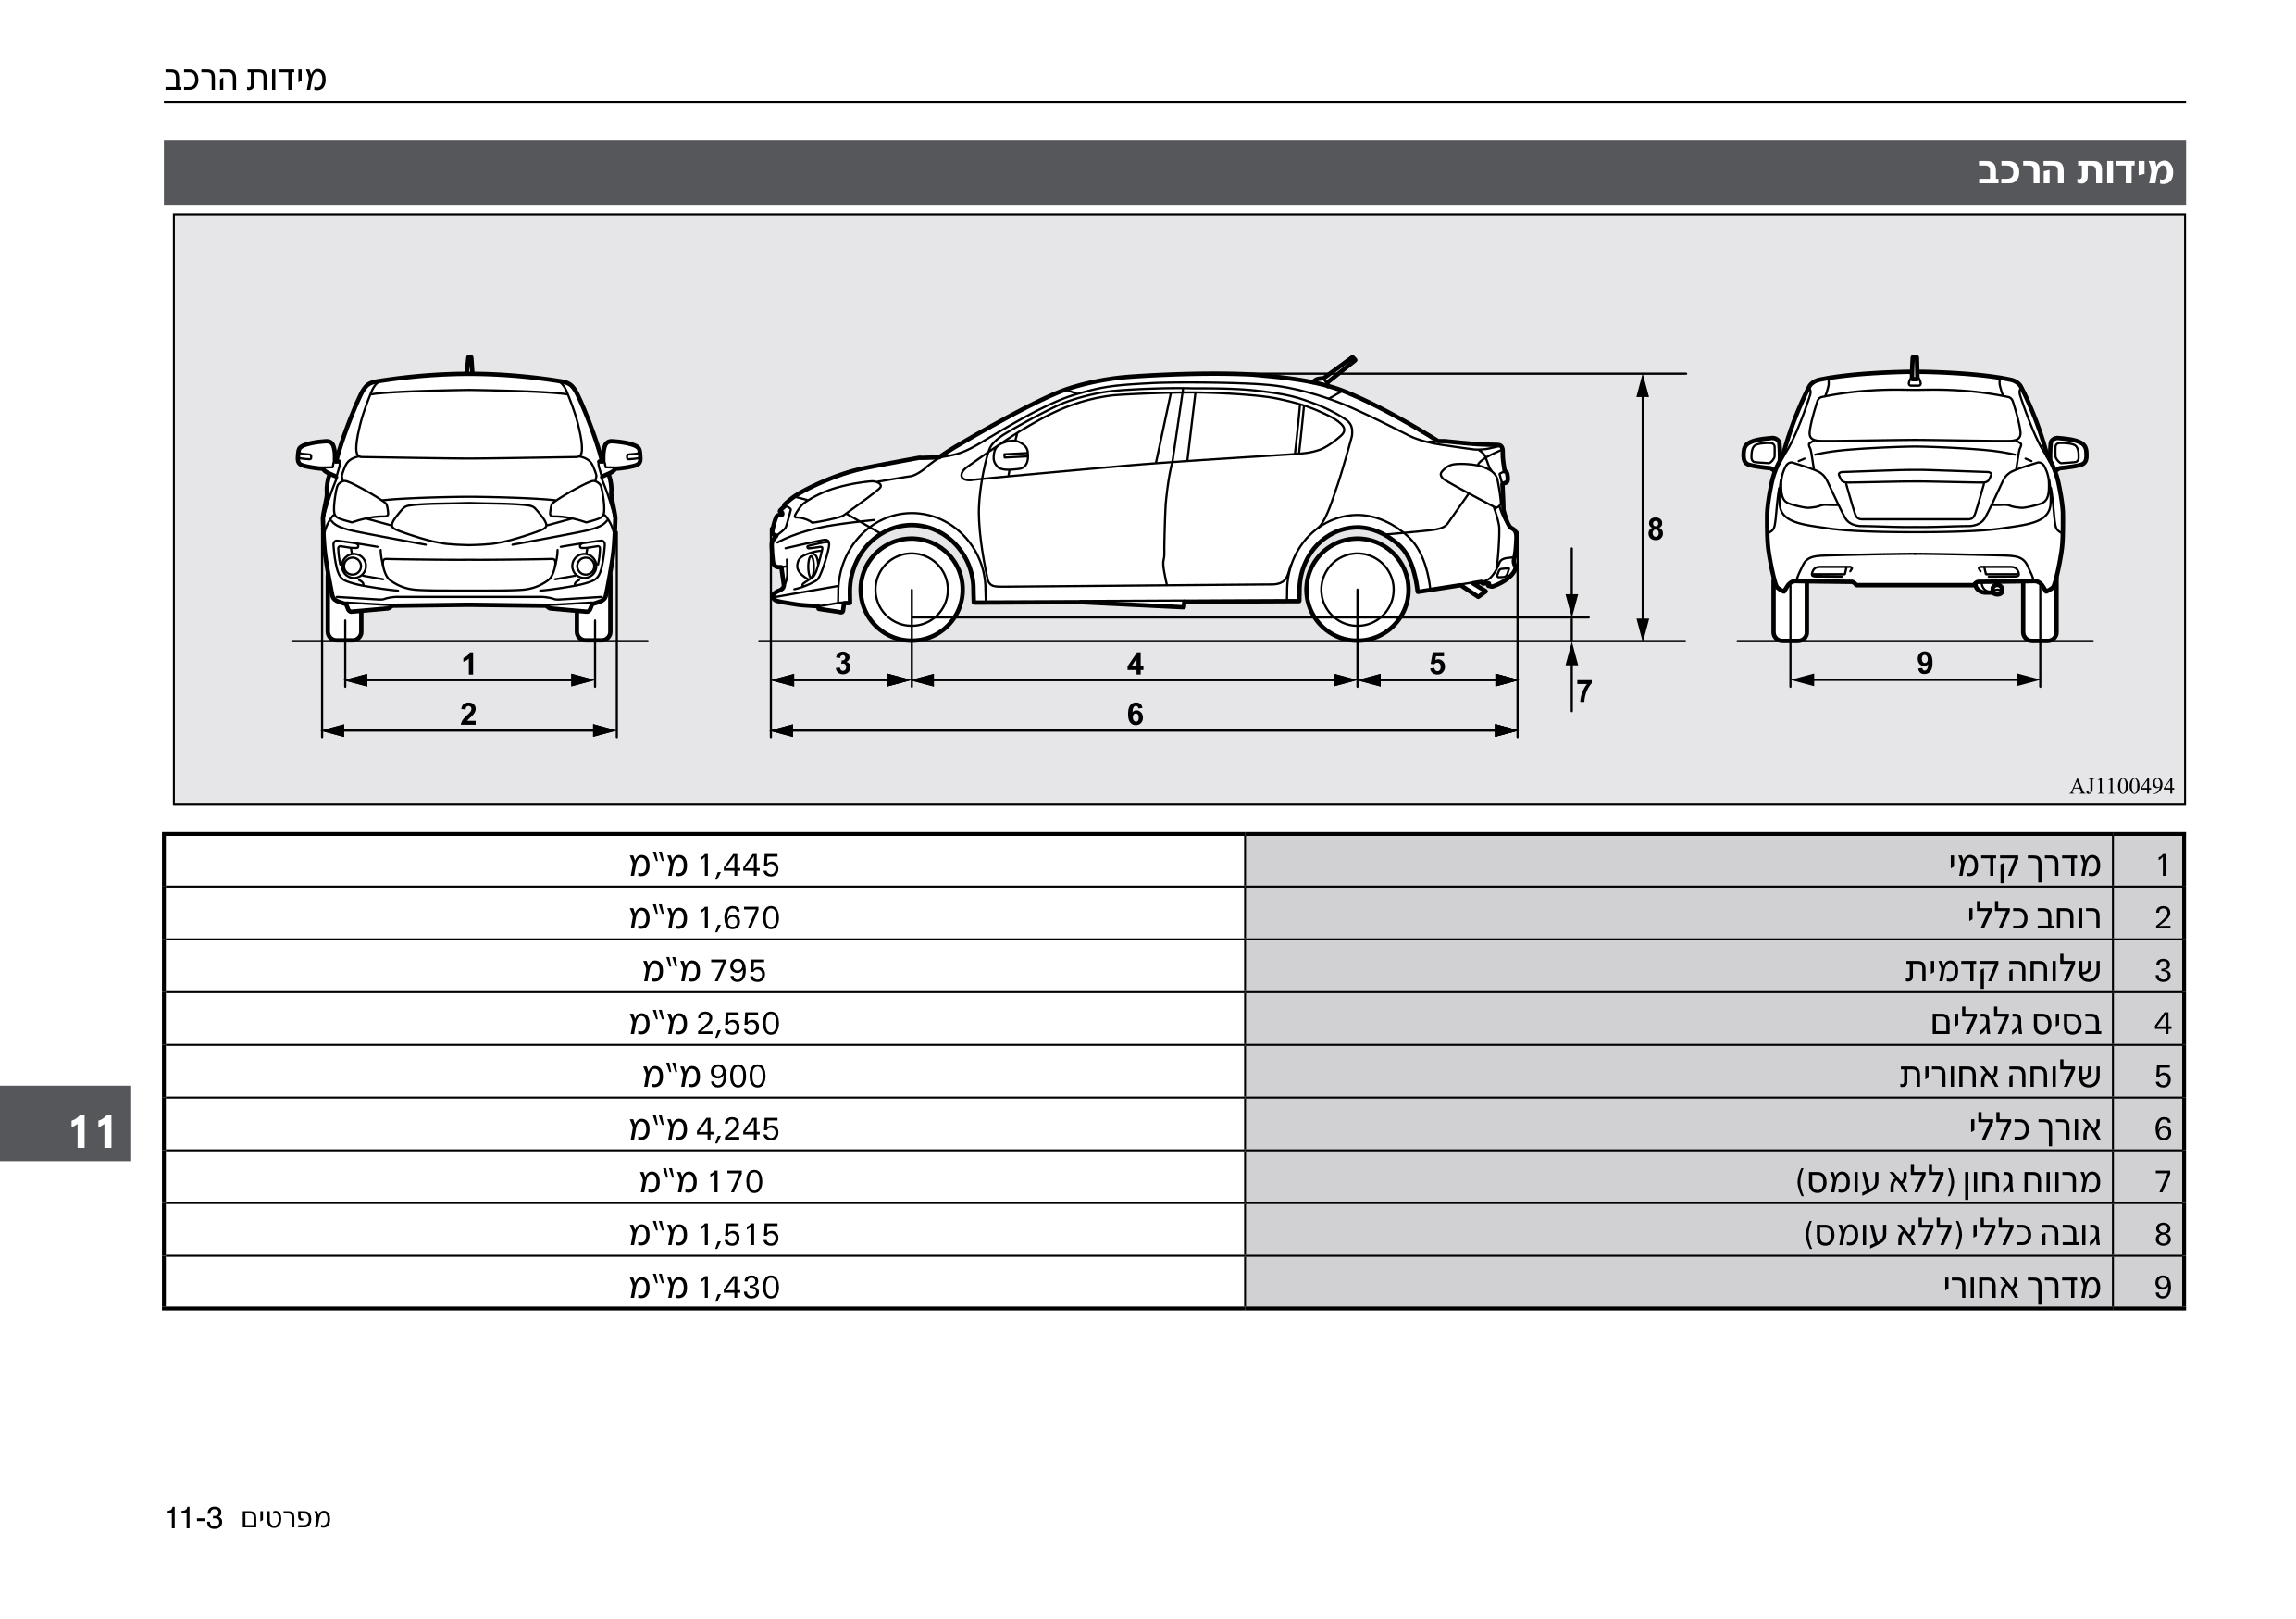 מידות הרכב
מידות הרכב
1
2
3
4
5
6
7
8
9
AJ1100494
1 מדרך קדמי 1,445 מ"מ
2 רוחב כללי 1,670 מ"מ
3 שלוחה קדמית 795 מ"מ
4 בסיס גלגלים 2,550 מ"מ
5 שלוחה אחורית 900 מ"מ
6 אורך כללי 4,245 מ"מ
7 מרווח גחון (ללא עומס) 170 מ"מ
8 גובה כללי (ללא עומס) 1,515 מ"מ
9 מדרך אחורי 1,430 מ"מ
11
מפרטים 11-3